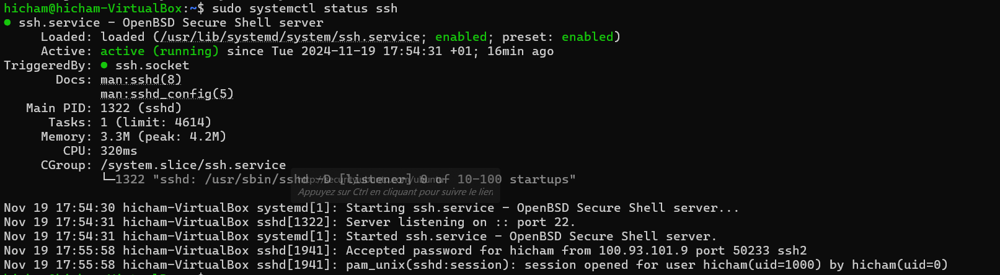 hicham@hicham-VirtualBox:~$ sudo systemctl status ssh
● ssh.service - OpenBSD Secure Shell server
Loaded: loaded (/usr/lib/systemd/system/ssh.service; enabled; preset: enabled)
Active: active (running) since Tue 2024-11-19 17:54:31 +01; 16min ago
TriggeredBy: ● ssh.socket
Docs: man:sshd(8)
man:sshd_config(5)
Main PID: 1322 (sshd)
Tasks: 1 (limit: 4614)
Memory: 3.3M (peak: 4.2M)
CPU: 320ms
CGroup: /system.slice/ssh.service
└─1322 "sshd: /usr/sbin/sshd -D [listener] 0 of 10-100 startups"
http://security.ubuntu.com/ubuntu
Appuyez sur Ctrl en cliquant pour suivre le lien
Nov 19 17:54:30 hicham-VirtualBox systemd[1]: Starting ssh.service - OpenBSD Secure Shell server...
Nov 19 17:54:31 hicham-VirtualBox sshd[1322]: Server listening on :: port 22.
Nov 19 17:54:31 hicham-VirtualBox systemd[1]: Started ssh.service - OpenBSD Secure Shell server.
Nov 19 17:55:58 hicham-VirtualBox sshd[1941]: Accepted password for hicham from 100.93.101.9 port 50233 ssh2
Nov 19 17:55:58 hicham-VirtualBox sshd[1941]: pam_unix(sshd:session): session opened for user hicham(uid=1000) by hicham(uid=0)